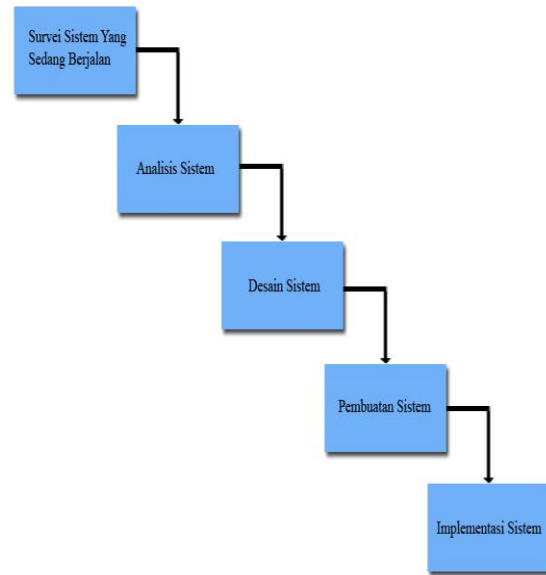 Survei Sistem Yang
Sedang Berjalan
Analisis Sistem
Desain Sistem
Pembuatan Sistem
Implementasi Sistem